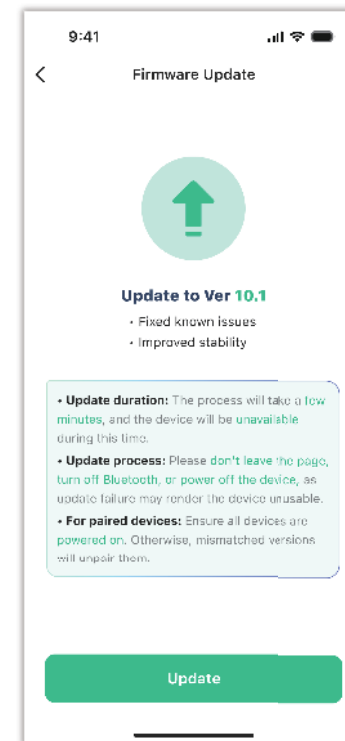 9:41
Firmware Update
Update to Ver 10.1
• Fixed known issues
• Improved stability
• Update duration: The process will take a few
minutes, and the device will be unavailable
during this time.
• Update process: Please don't leave the page,
turn off Bluetooth, or power off the device, as
update failure may render the device unusable.
• For paired devices: Ensure all devices are
powered on. Otherwise, mismatched versions
will unpair them.
Update